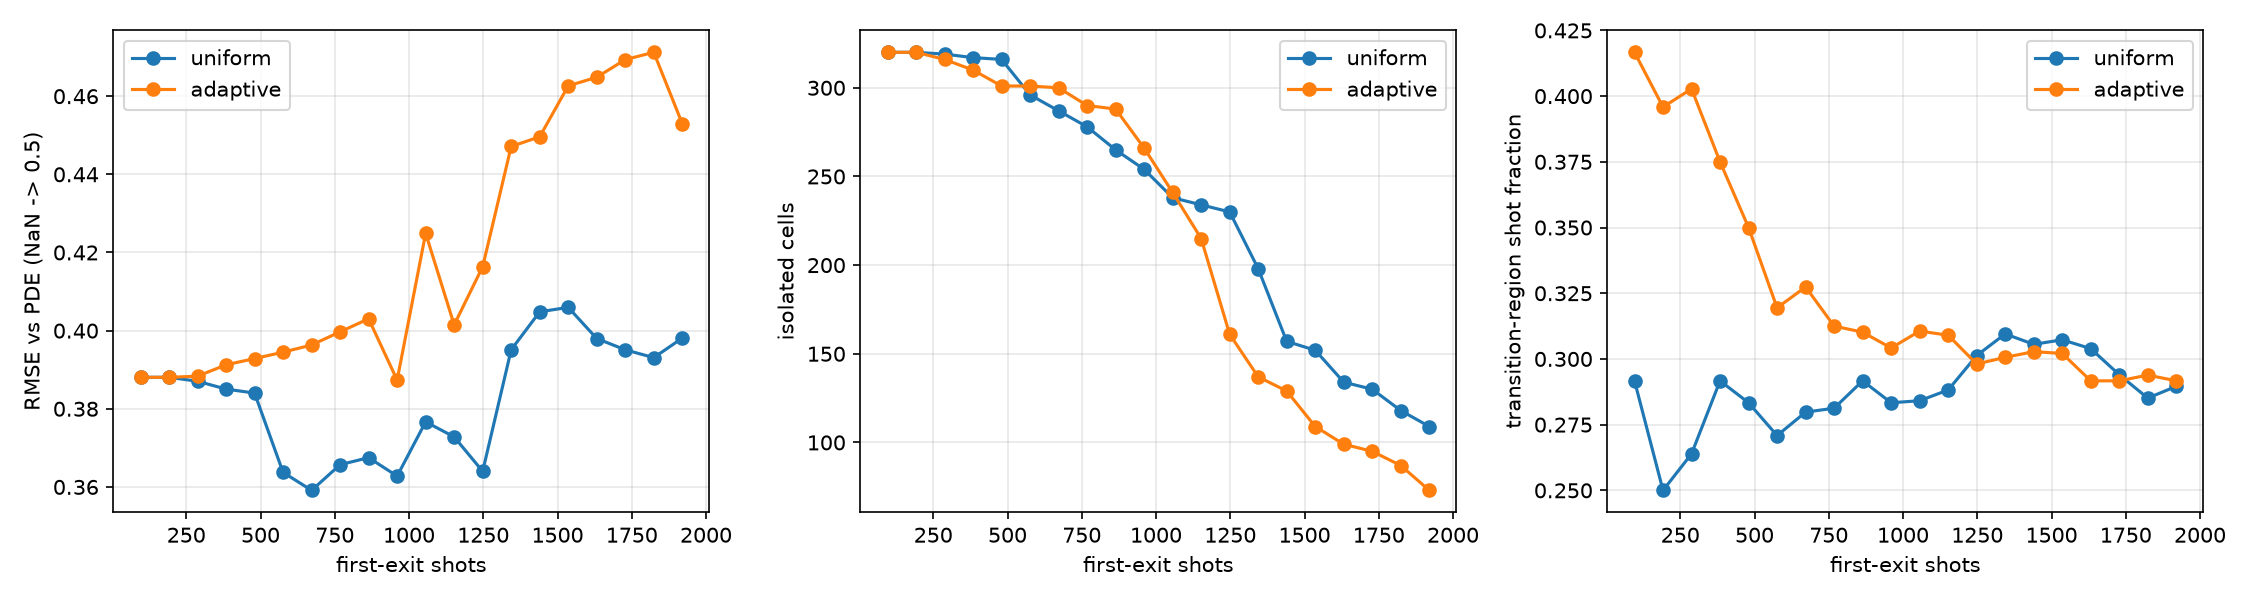 RMSE vs PDE (NaN -> 0.5)
0.46
0.44
0.42
0.40
0.38
0.36
uniform
adaptive
250 500 750 1000 1250 1500 1750 2000
first-exit shots
isolated cells
300
250
200
150
100
uniform
adaptive
250 500 750 1000 1250 1500 1750 2000
first-exit shots
transition-region shot fraction
0.425
0.400
0.375
0.350
0.325
0.300
0.275
0.250
uniform
adaptive
250 500 750 1000 1250 1500 1750 2000
first-exit shots